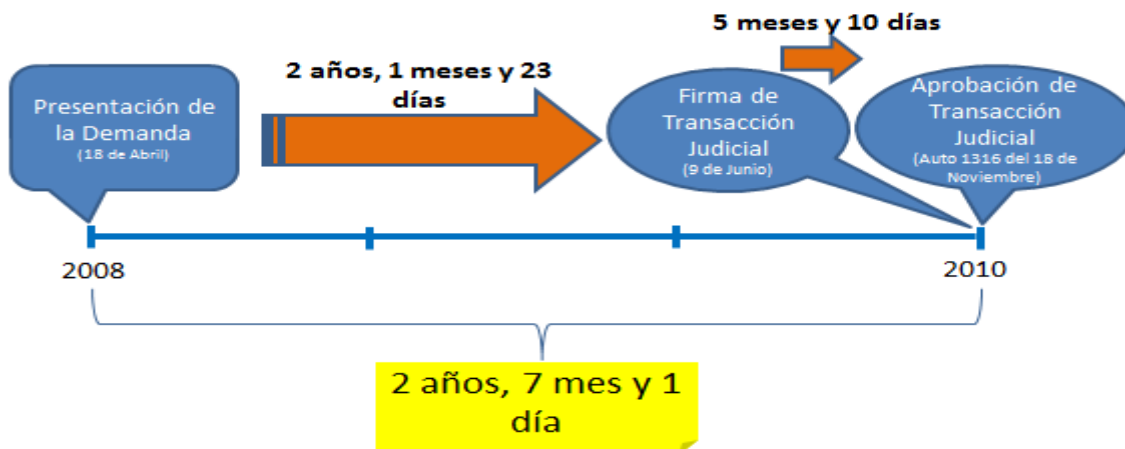 5 meses y 10 días
2 años, 1 meses y 23
días
Presentación de
la Demanda
(18 de Abril)
Firma de
Transacción
Judicial
(9 de Junio)
Aprobación de
Transacción
Judicial
(Auto 1316 del 18 de
Noviembre)
2008
2010
2 años, 7 mes y 1
día